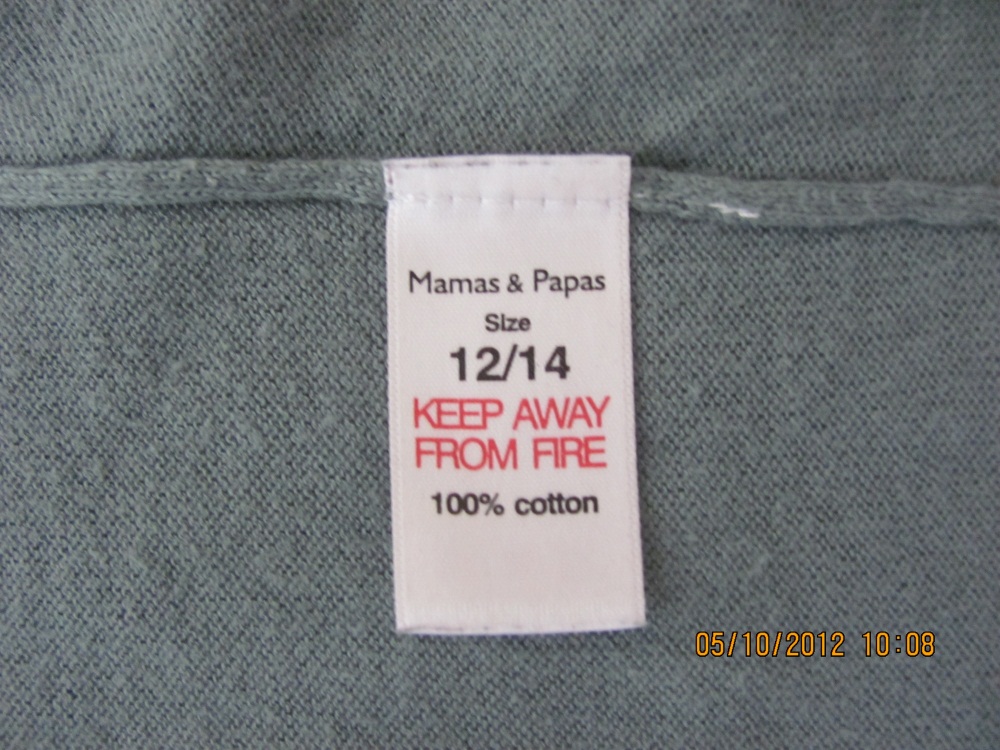 Mamas & Papas
Size
12/14
KEEP AWAY
FROM FIRE
100% cotton
05/10/2012 10:08